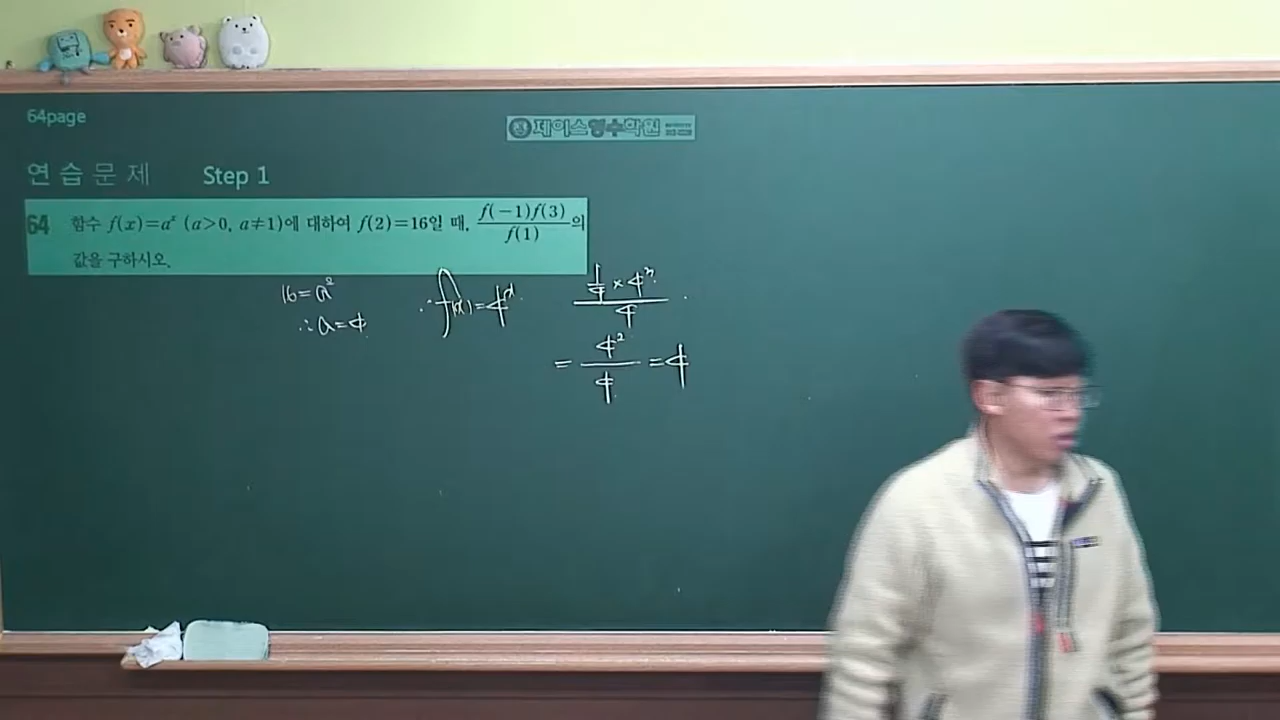 64page
제이스영수학원
연습문제 Step 1
64 함수 f(x)=aˣ (a>0, a≠1)에 대하여 f(2)=16일 때, f(-1)f(3)/f(1)의
값을 구하시오.
16=a²
∴a=4
∴f(x)=4ˣ
(1/4 × 4³)/4
= 4²/4 = 4